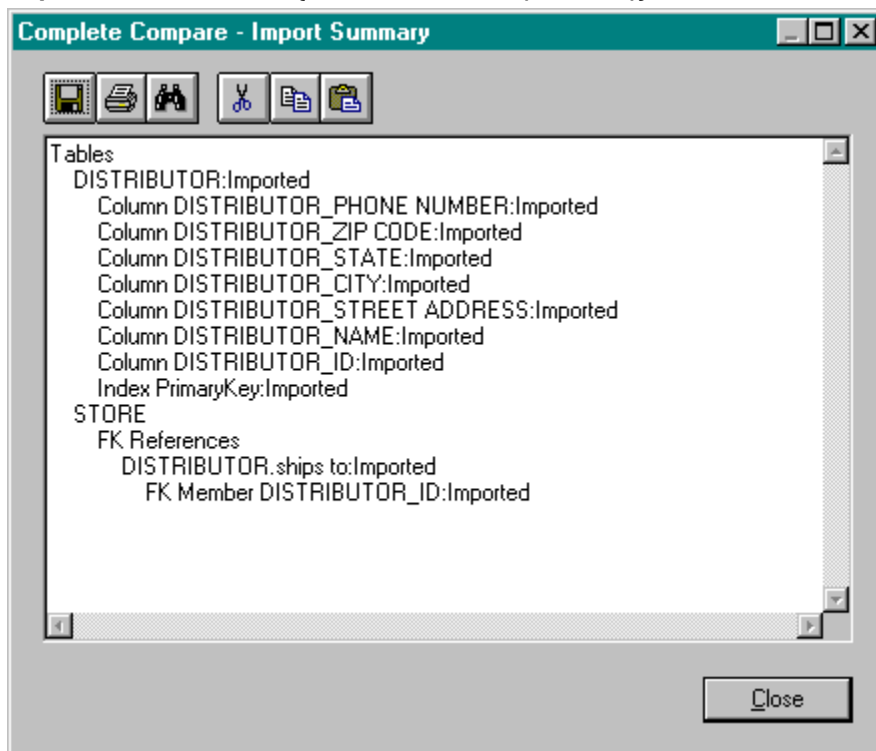 Complete Compare - Import Summary
Tables
DISTRIBUTOR:Imported
Column DISTRIBUTOR_PHONE NUMBER:Imported
Column DISTRIBUTOR_ZIP CODE:Imported
Column DISTRIBUTOR_STATE:Imported
Column DISTRIBUTOR_CITY:Imported
Column DISTRIBUTOR_STREET ADDRESS:Imported
Column DISTRIBUTOR_NAME:Imported
Column DISTRIBUTOR_ID:Imported
Index PrimaryKey:Imported
STORE
FK References
DISTRIBUTOR.ships to:Imported
FK Member DISTRIBUTOR_ID:Imported
Close